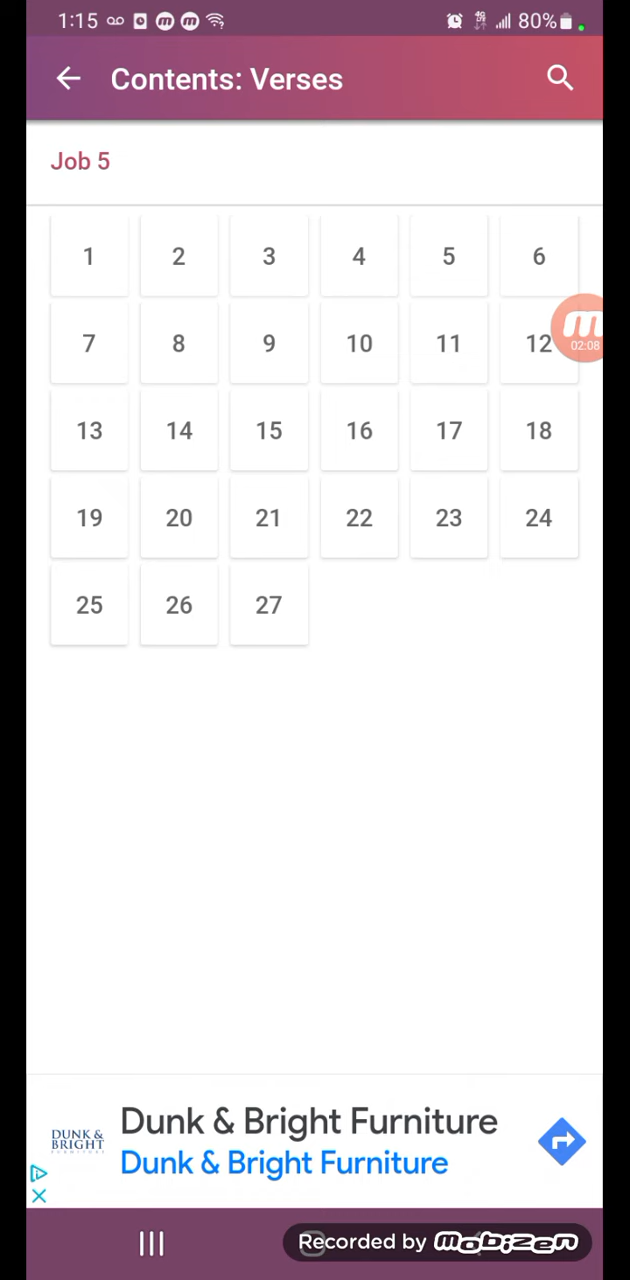 1:15 80%
Contents: Verses
Job 5
1 2 3 4 5 6
7 8 9 10 11 12
02:08
13 14 15 16 17 18
19 20 21 22 23 24
25 26 27
DUNK &
BRIGHT
FURNITURE
Dunk & Bright Furniture
Dunk & Bright Furniture
Recorded by mobizen